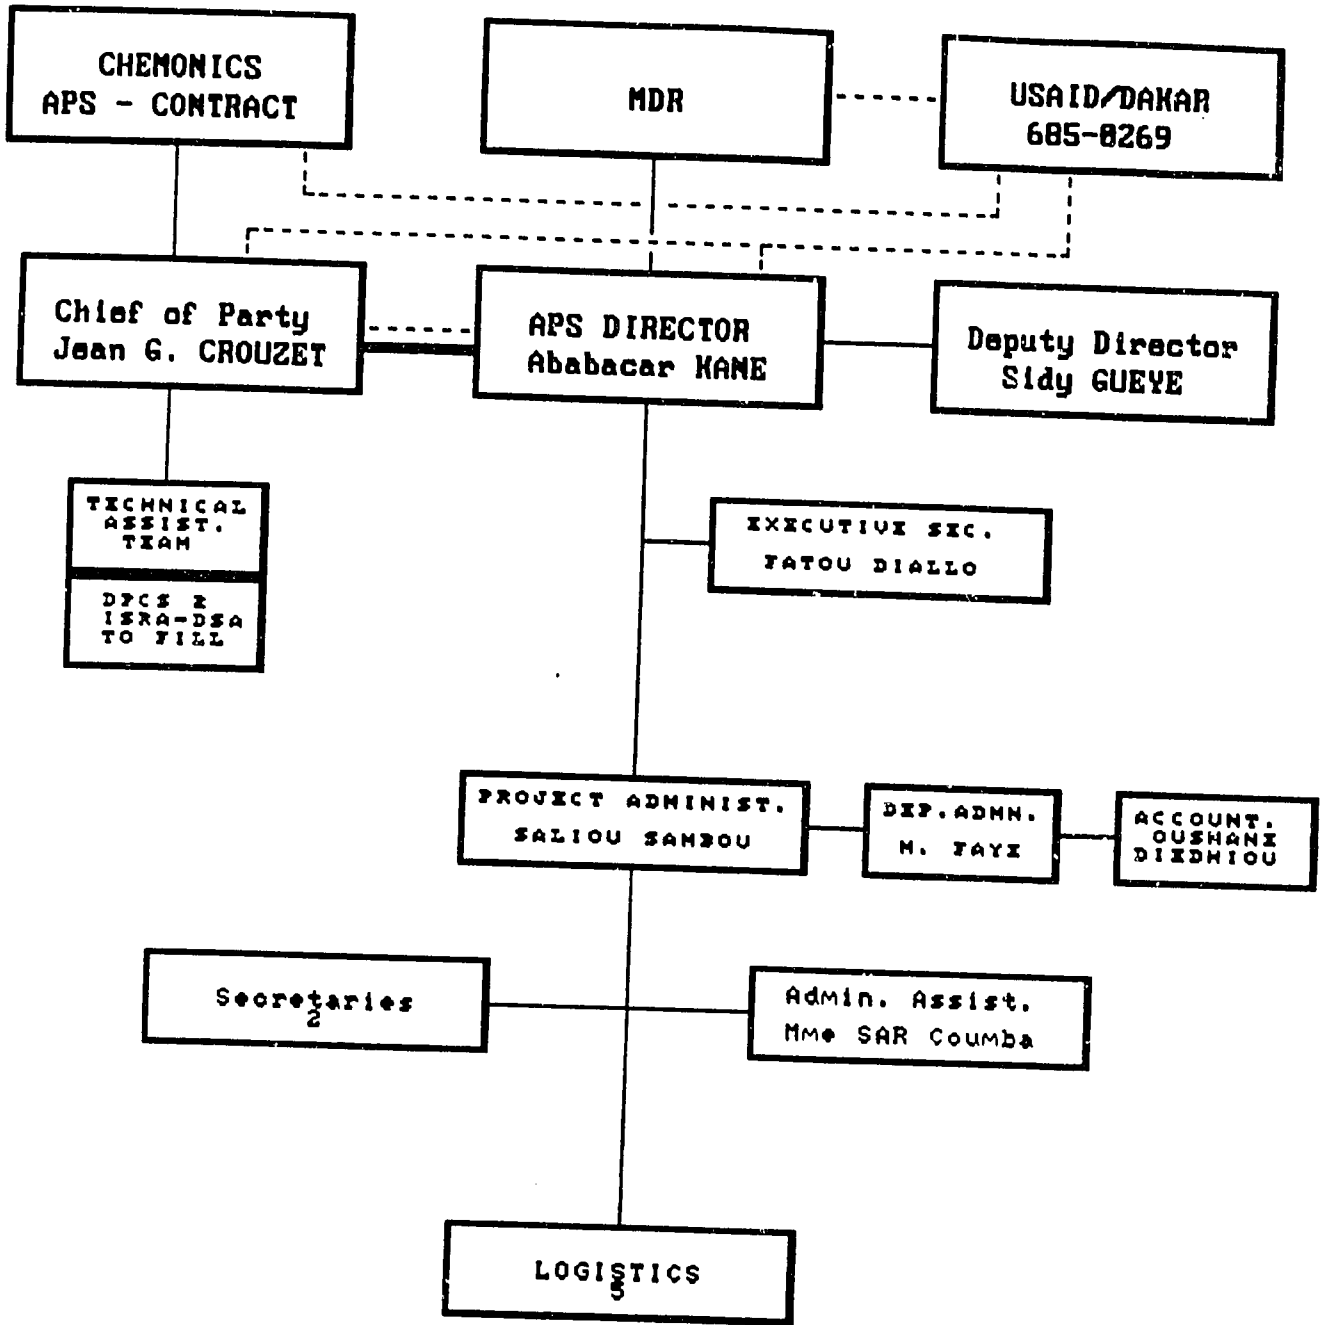 CHEMONICS
APS - CONTRACT
MDR
USAID/DAKAR
685-0269
Chief of Party
Jean G. CROUZET
APS DIRECTOR
Ababacar KANE
Deputy Director
Sidy GUEYE
TECHNICAL
ASSIST.
TEAM
DPCS &
ISRA-DSA
TO FILL
EXECUTIVE SEC.
FATOU DIALLO
PROJECT ADMINIST.
SALIOU SAMBOU
DEP.ADMN.
M. FAYE
ACCOUNT.
OUSMANE
DIEDHIOU
Secretaries
2
Admin. Assist.
Mme SAR Coumba
LOGISTICS
5